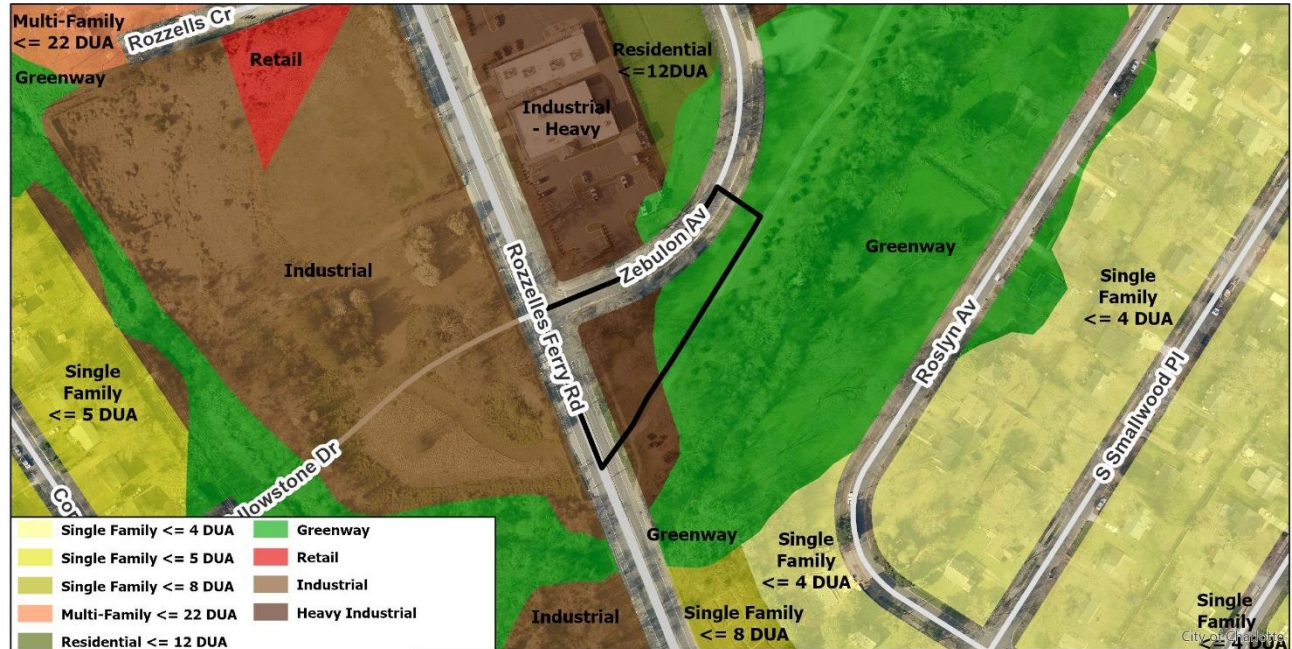 Multi-Family
<= 22 DUA
Rozzells Cr
Greenway
Retail
Residential
<=12DUA
Industrial
- Heavy
Industrial
Zebulon Av
Rozzelles Ferry Rd
Greenway
Roslyn Av
Single
Family
<= 4 DUA
S Smallwood Pl
Single
Family
<= 5 DUA
Greenway
Single
Family
<= 4 DUA
Industrial
Single Family
<= 8 DUA
Single
Family
<= 4 DUA
City of Charlotte
Single Family <= 4 DUA
Single Family <= 5 DUA
Single Family <= 8 DUA
Multi-Family <= 22 DUA
Residential <= 12 DUA
Greenway
Retail
Industrial
Heavy Industrial